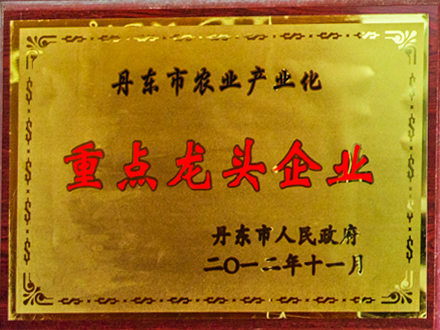 丹东市农业产业化
重点龙头企业
丹东市人民政府
二〇一二年十一月